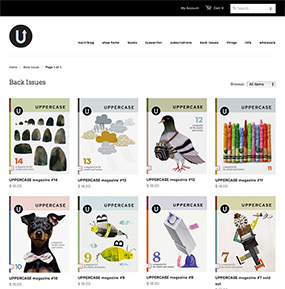 My Account Cart 0 Search
U
main/blog shop home books typewriter subscriptions back issues things info wholesale
Home Back Issues Page 1 of 1
Back Issues
Browse All Items
U UPPERCASE
14
U UPPERCASE
13
U UPPERCASE
12
U UPPERCASE
11
UPPERCASE magazine #14
$ 18.00
UPPERCASE magazine #13
$ 18.00
UPPERCASE magazine #12
$ 18.00
UPPERCASE magazine #11
$ 18.00
U UPPERCASE
10
U UPPERCASE
9
U UPPERCASE
8
U UPPERCASE
7
UPPERCASE magazine #10
$ 18.00
UPPERCASE magazine #9
$ 18.00
UPPERCASE magazine #8
$ 18.00
UPPERCASE magazine #7 sold
out